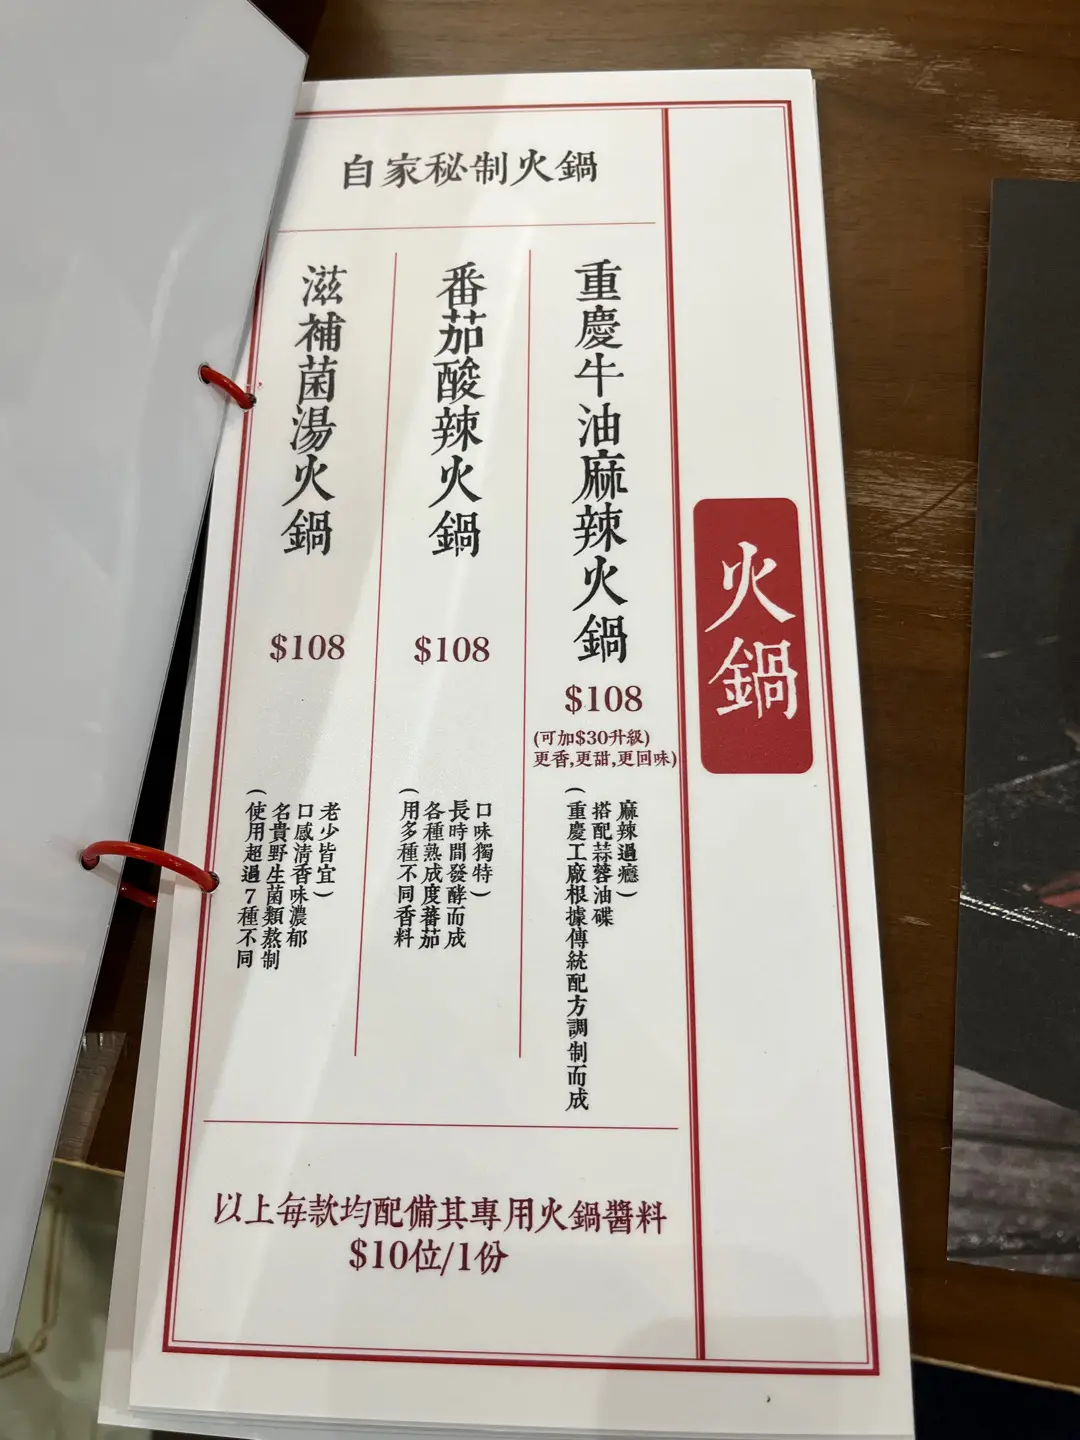 火鍋
自家秘制火鍋
重慶牛油麻辣火鍋
$108
(可加$30升級)
更香,更甜,更回味)
麻辣過癮)
搭配蒜蓉油碟
(重慶工廠根據傳統配方調制而成
番茄酸辣火鍋
$108
口味獨特)
長時間發酵而成
各種熟成度蕃茄
(用多種不同香料
滋補菌湯火鍋
$108
老少皆宜)
口感清香味濃郁
名貴野生菌類熬制
(使用超過7種不同
以上每款均配備其專用火鍋醬料
$10位/1份